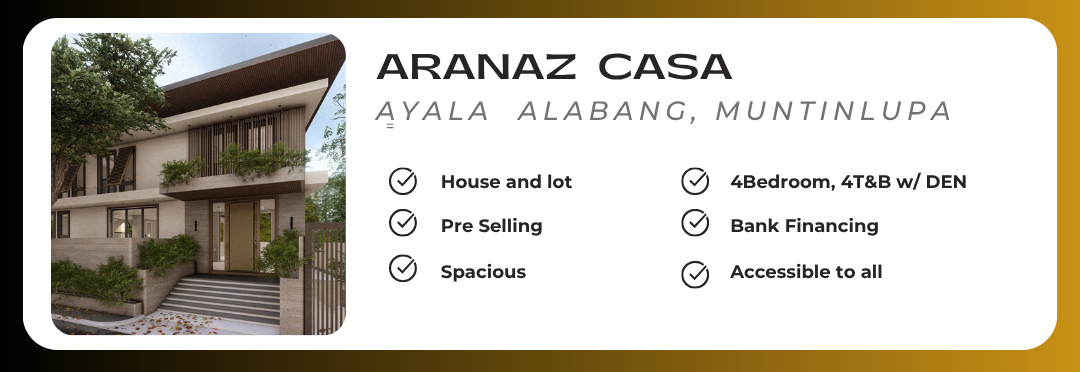 ARANAZ CASA
AYALA ALABANG, MUNTINLUPA
House and lot
Pre Selling
Spacious
4Bedroom, 4T&B w/ DEN
Bank Financing
Accessible to all